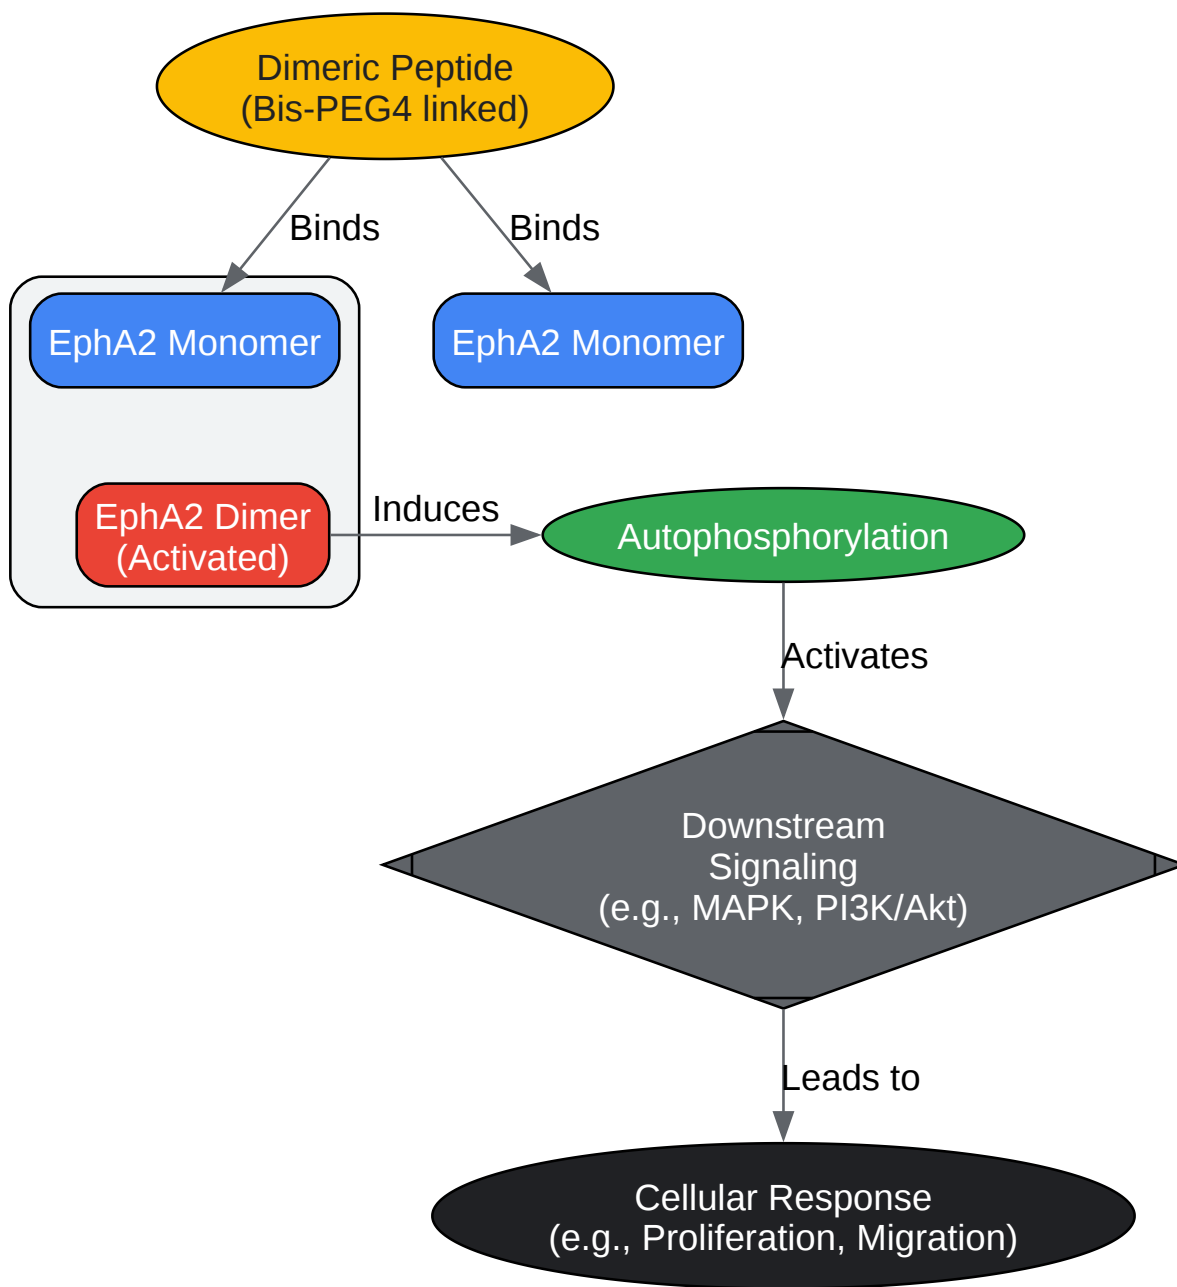 Dimeric Peptide
(Bis-PEG4 linked)
Binds
Binds
EphA2 Monomer
EphA2 Monomer
EphA2 Dimer
(Activated)
Induces
Autophosphorylation
Activates
Downstream
Signaling
(e.g., MAPK, PI3K/Akt)
Leads to
Cellular Response
(e.g., Proliferation, Migration)